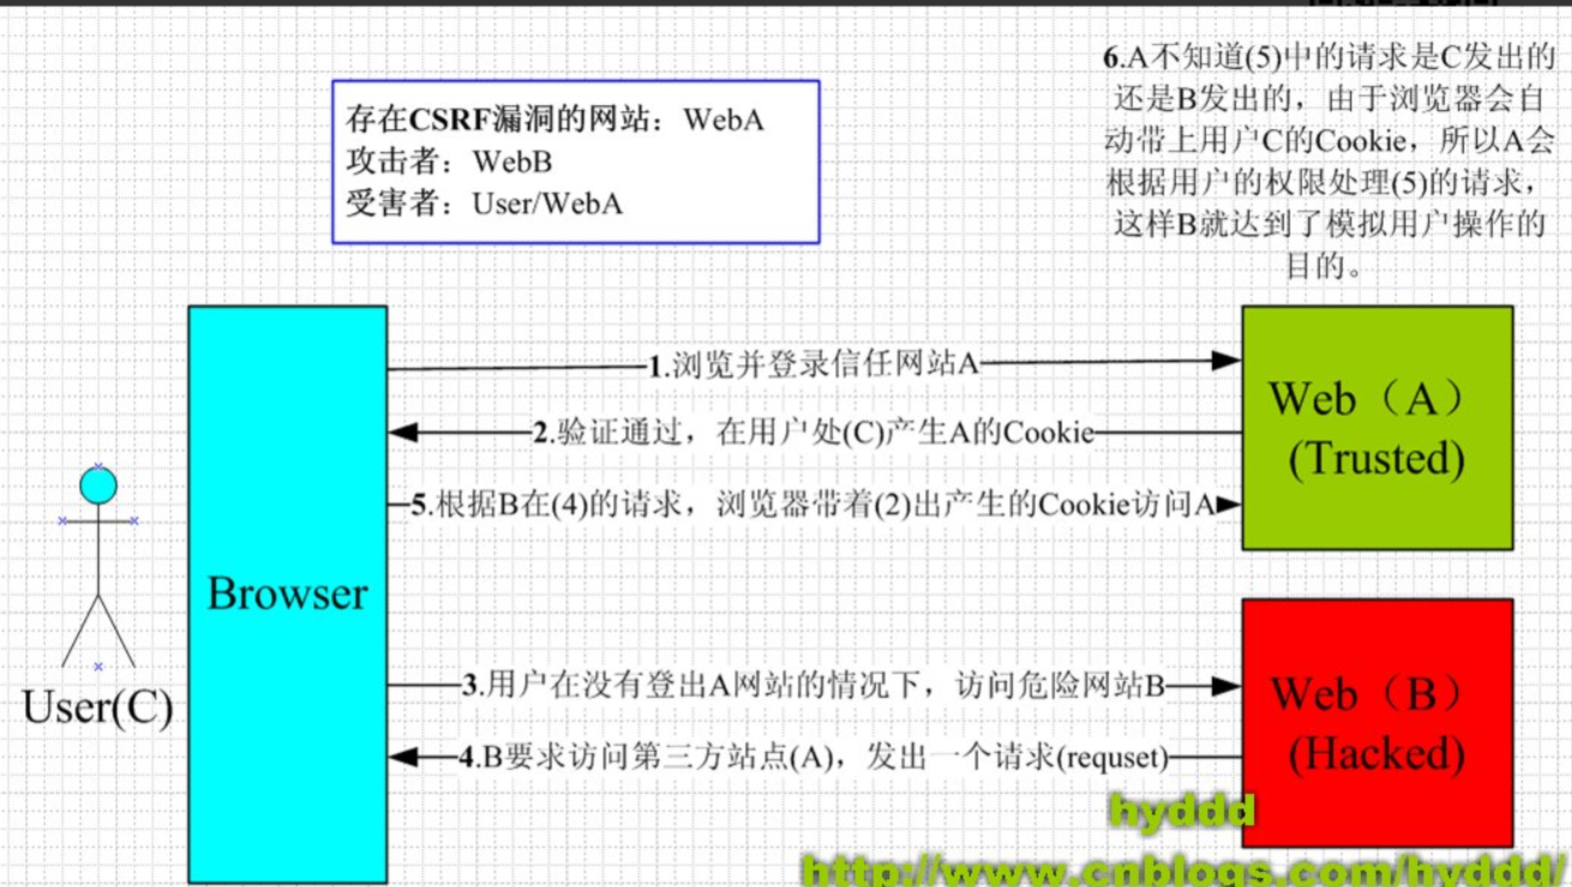 存在CSRF漏洞的网站：WebA
攻击者：WebB
受害者：User/WebA
6.A不知道(5)中的请求是C发出的
还是B发出的，由于浏览器会自
动带上用户C的Cookie，所以A会
根据用户的权限处理(5)的请求，
这样B就达到了模拟用户操作的
目的。
1.浏览并登录信任网站A
2.验证通过，在用户处(C)产生A的Cookie
5.根据B在(4)的请求，浏览器带着(2)出产生的Cookie访问A
Web（A）
(Trusted)
Browser
User(C)
3.用户在没有登出A网站的情况下，访问危险网站B
4.B要求访问第三方站点(A)，发出一个请求(requset)
Web（B）
(Hacked)
hyddd
http://www.cnblogs.com/hyddd/